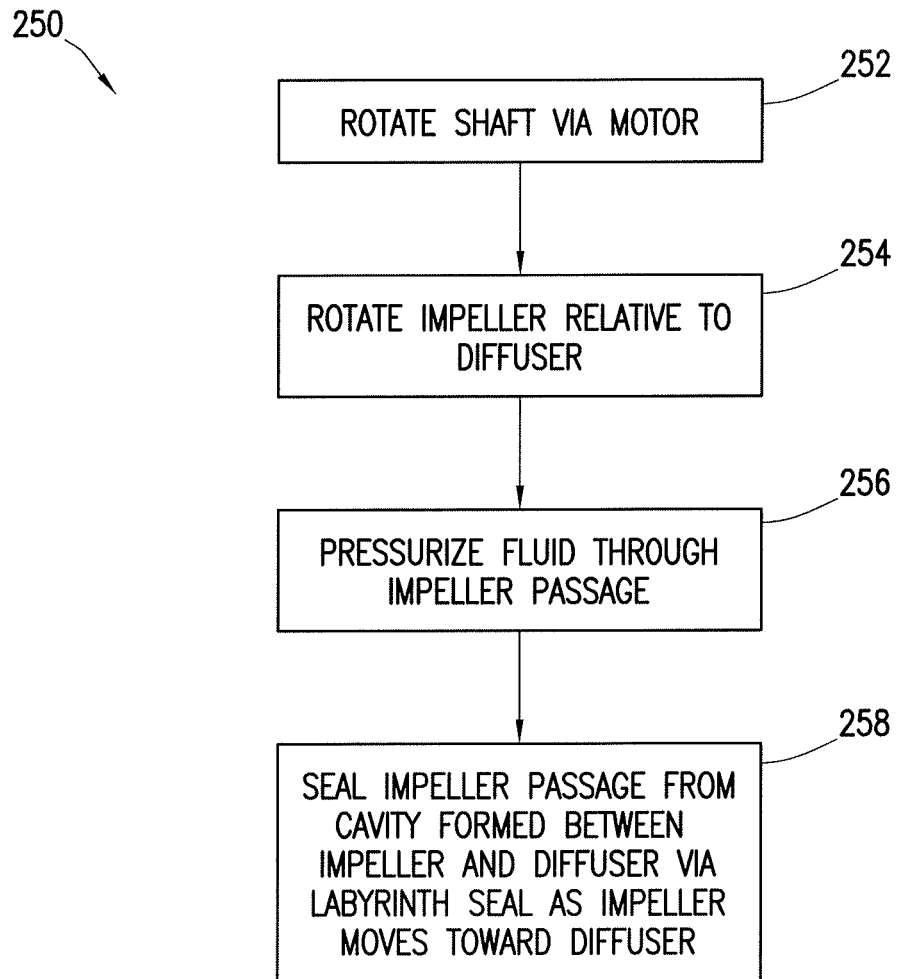 250
252
ROTATE SHAFT VIA MOTOR
254
ROTATE IMPELLER RELATIVE TO
DIFFUSER
256
PRESSURIZE FLUID THROUGH
IMPELLER PASSAGE
258
SEAL IMPELLER PASSAGE FROM
CAVITY FORMED BETWEEN
IMPELLER AND DIFFUSER VIA
LABYRINTH SEAL AS IMPELLER
MOVES TOWARD DIFFUSER